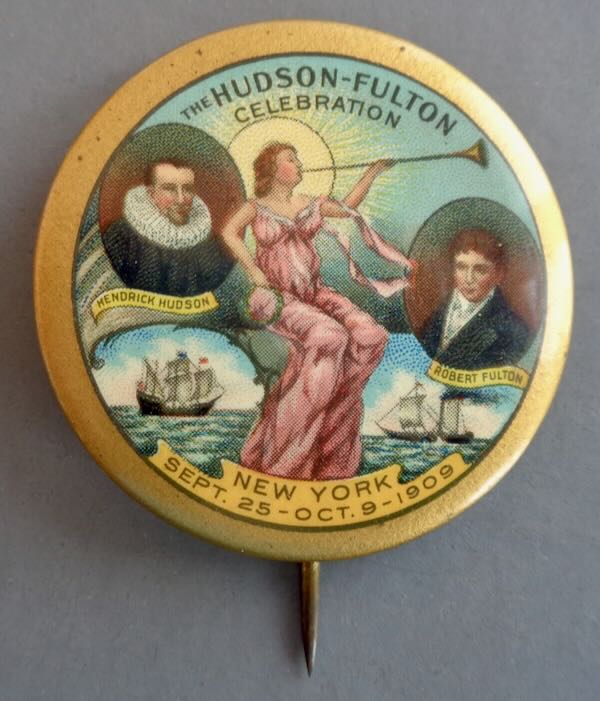 THE HUDSON-FULTON
CELEBRATION
HENDRICK HUDSON
ROBERT FULTON
NEW YORK
SEPT. 25-OCT. 9-1909